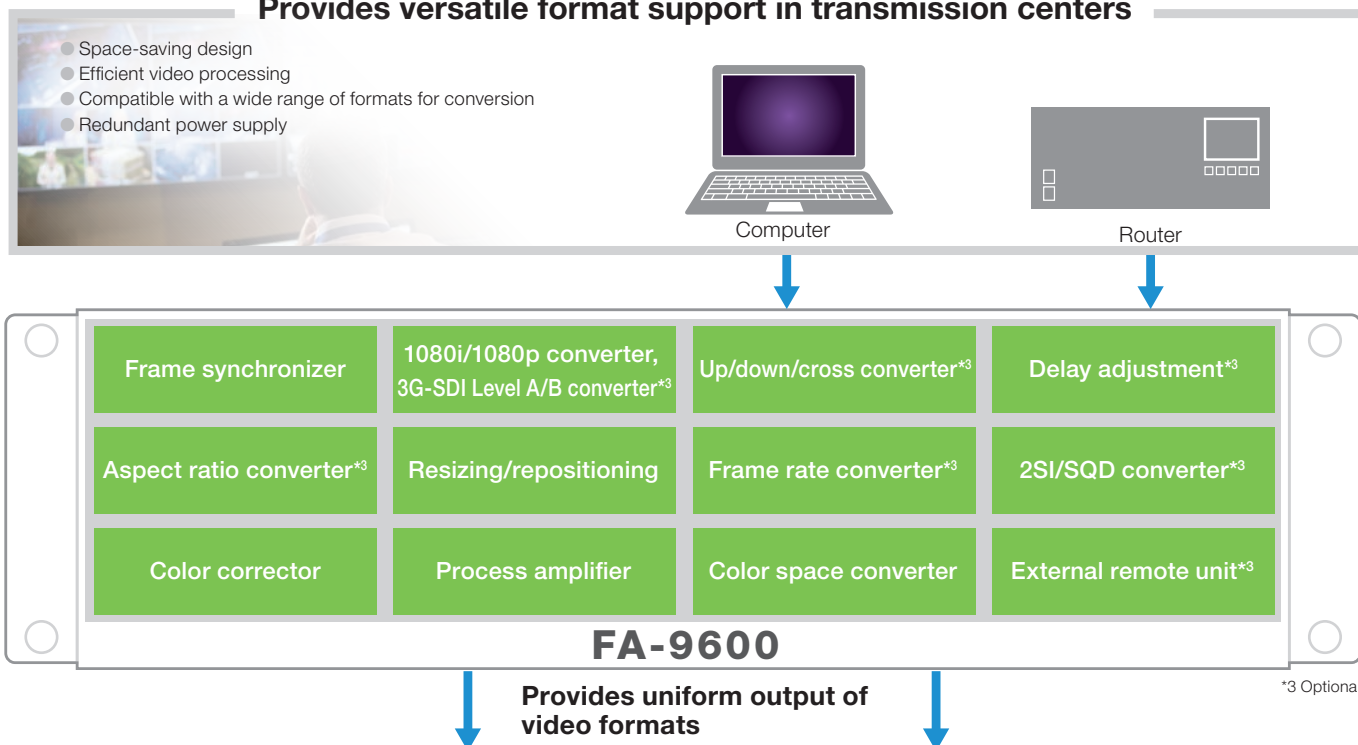 Provides versatile format support in transmission centers
Space-saving design
Efficient video processing
Compatible with a wide range of formats for conversion
Redundant power supply
Computer
Router
Frame synchronizer
1080i/1080p converter,
3G-SDI Level A/B converter*3
Up/down/cross converter*3
Delay adjustment*3
Aspect ratio converter*3
Resizing/repositioning
Frame rate converter*3
2SI/SQD converter*3
Color corrector
Process amplifier
Color space converter
External remote unit*3
FA-9600
*3 Optiona
Provides uniform output of
video formats